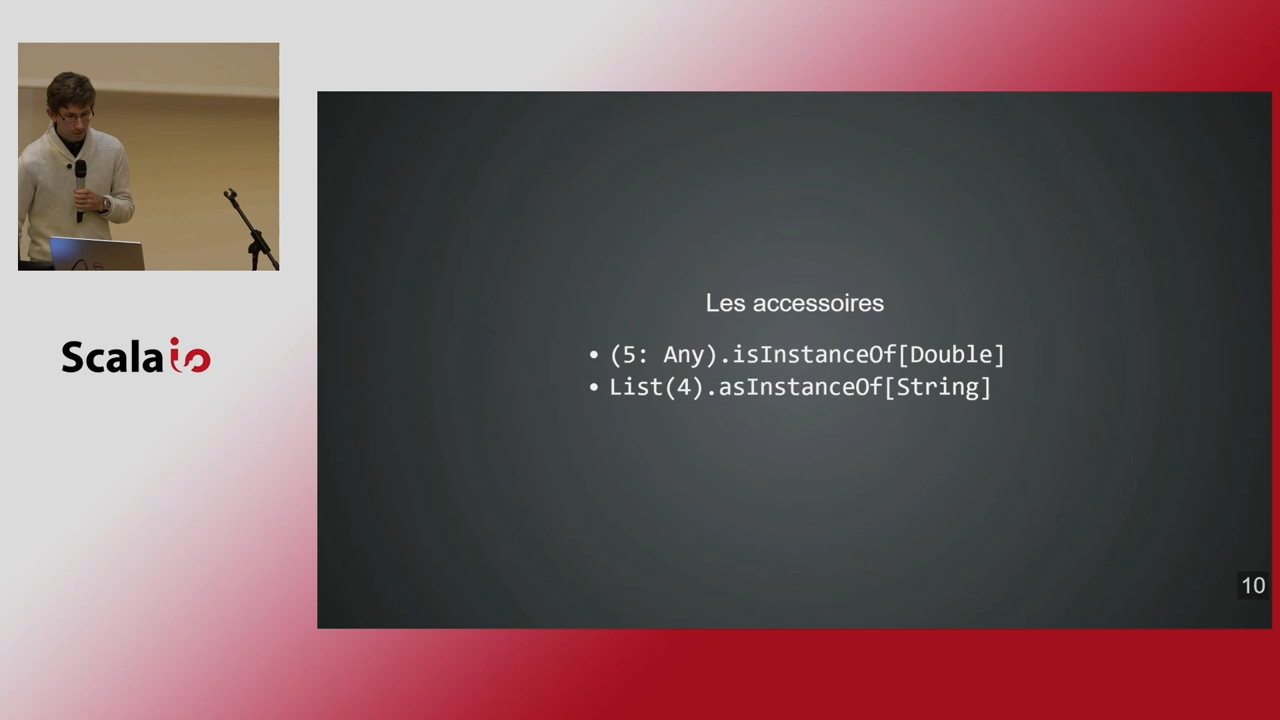 Scala io
Les accessoires
• (5: Any).isInstanceOf[Double]
• List(4).asInstanceOf[String]
10